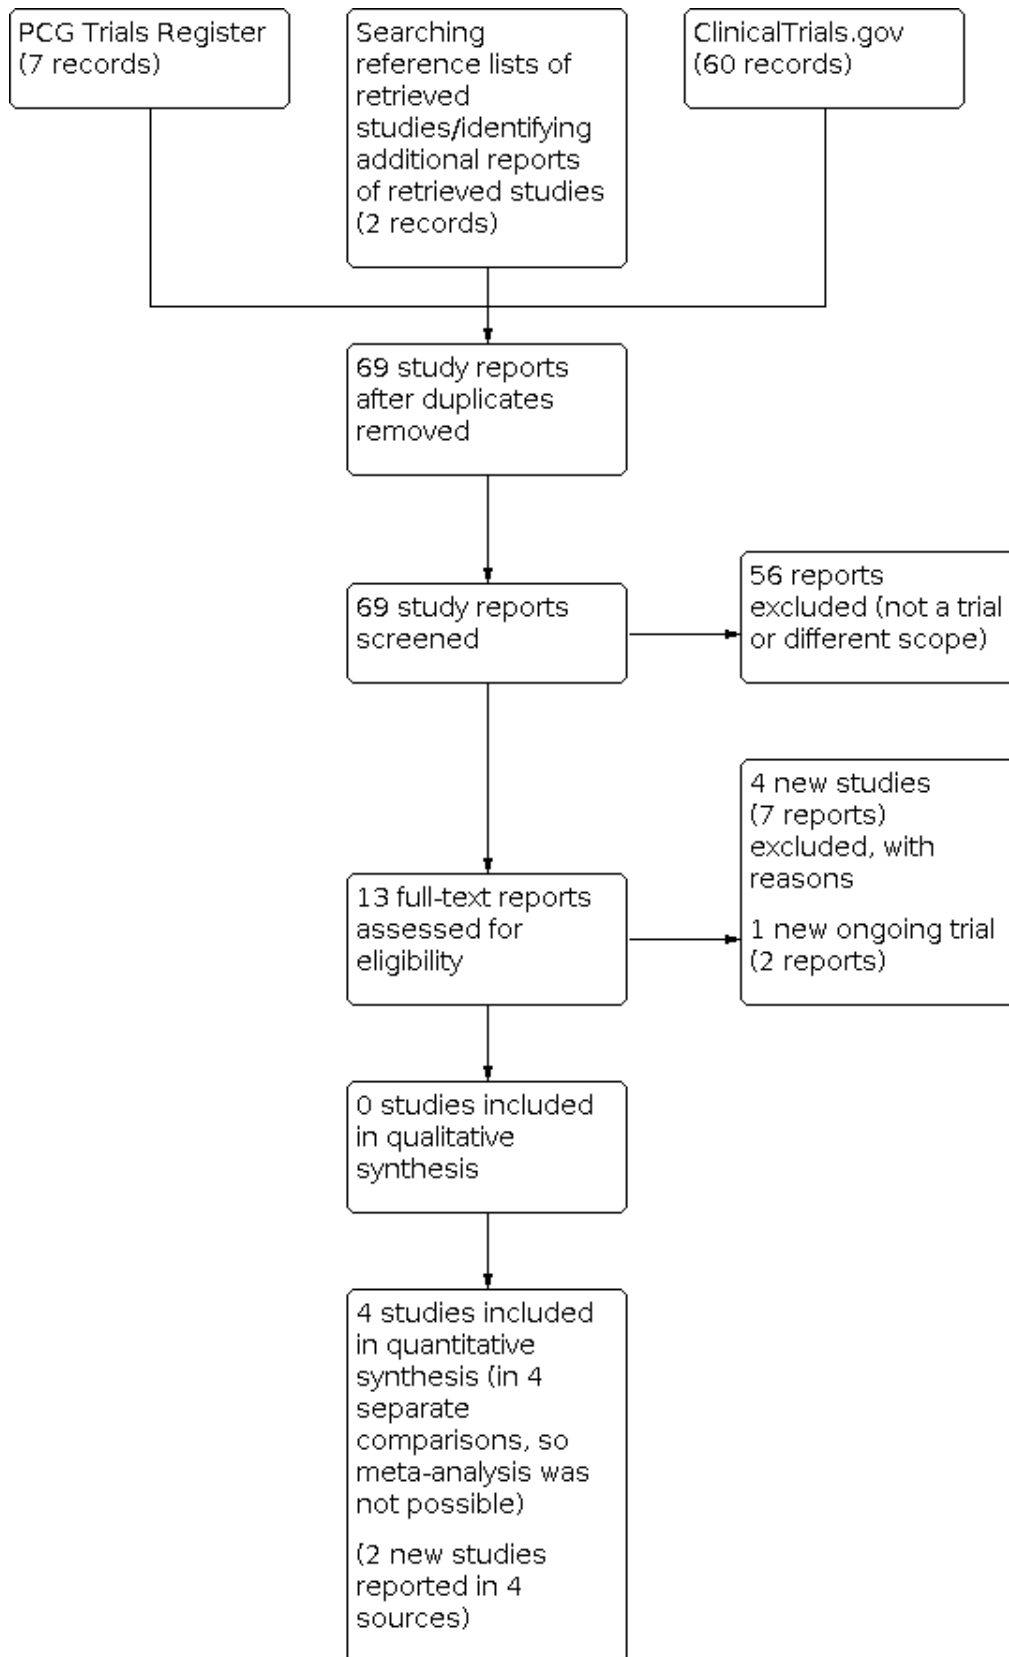 PCG Trials Register
(7 records)
Searching
reference lists of
retrieved
studies/identifying
additional reports
of retrieved studies
(2 records)
ClinicalTrials.gov
(60 records)
69 study reports
after duplicates
removed
69 study reports
screened
56 reports
excluded (not a trial
or different scope)
13 full-text reports
assessed for
eligibility
4 new studies
(7 reports)
excluded, with
reasons
1 new ongoing trial
(2 reports)
0 studies included
in qualitative
synthesis
4 studies included
in quantitative
synthesis (in 4
separate
comparisons, so
meta-analysis was
not possible)
(2 new studies
reported in 4
sources)